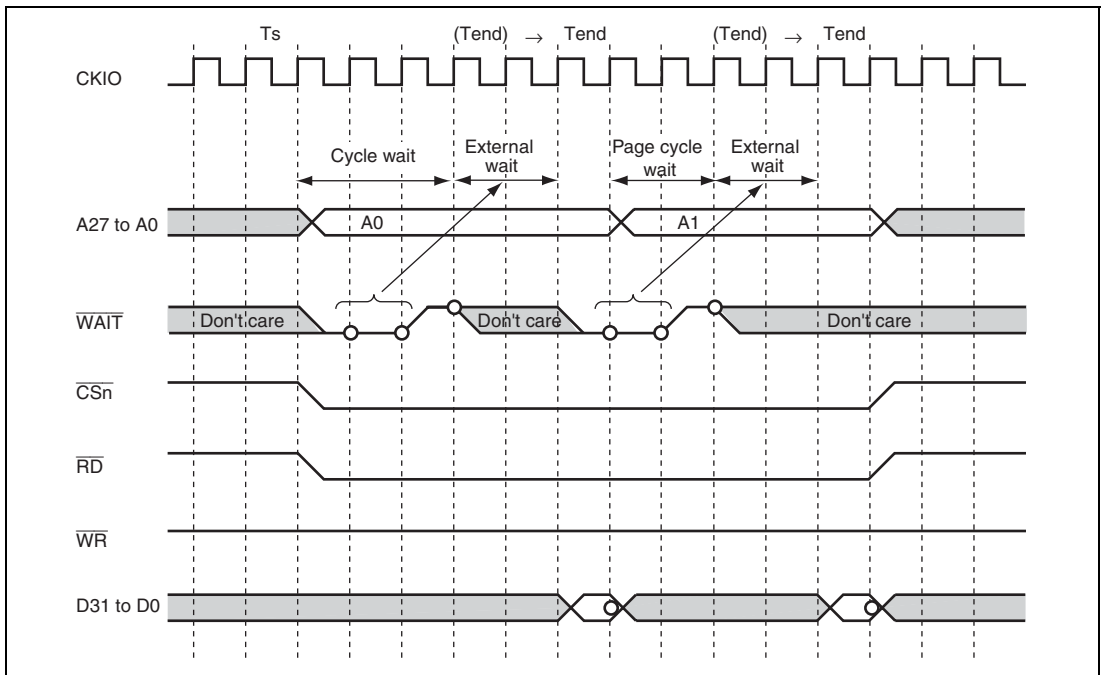 Ts (Tend) → Tend (Tend) → Tend
CKIO
Cycle wait External wait Page cycle wait External wait
A27 to A0 A0 A1
WAIT Don't care Don't care Don't care
CSn
RD
WR
D31 to D0